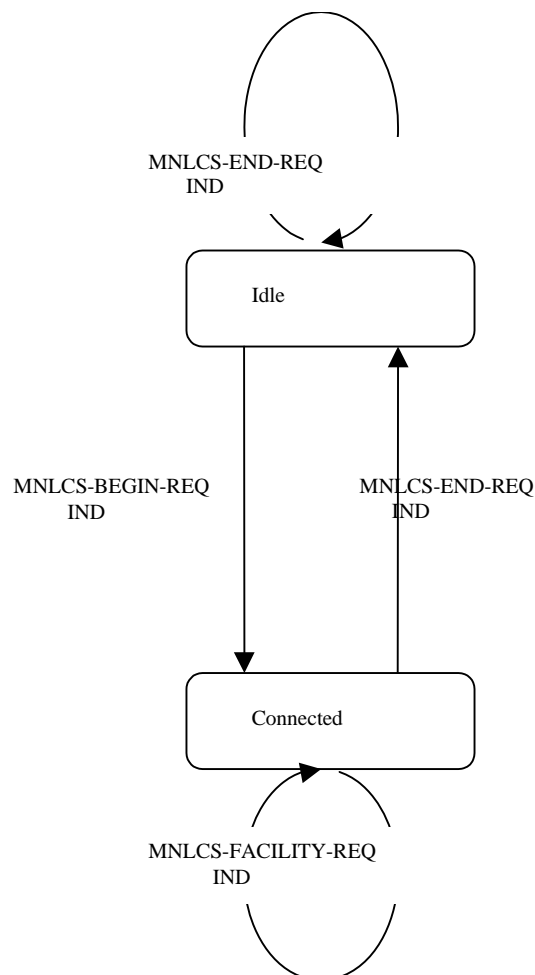 MNLCS-END-REQ
IND
Idle
MNLCS-BEGIN-REQ
IND
MNLCS-END-REQ
IND
Connected
MNLCS-FACILITY-REQ
IND